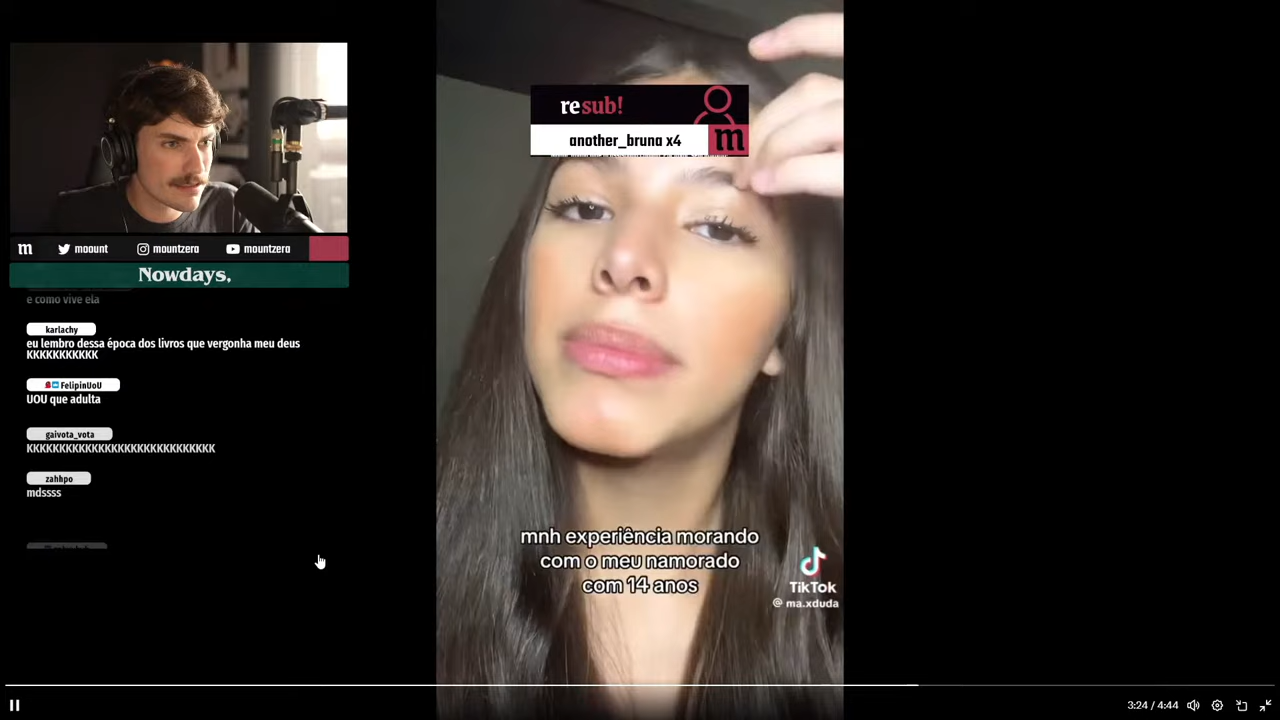 resub!
another_bruna x4
m
m
moount
mountzera
mountzera
Nowdays,
e como vive ela
karlachy
eu lembro dessa época dos livros que vergonha meu deus
KKKKKKKKKKK
FelipinUoU
UOU que adulta
gaivota_vota
KKKKKKKKKKKKKKKKKKKKKKKKKKKKK
zahhpo
mdssss
mnh experiência morando
com o meu namorado
com 14 anos
TikTok
@ ma.xduda
3:24 / 4:44